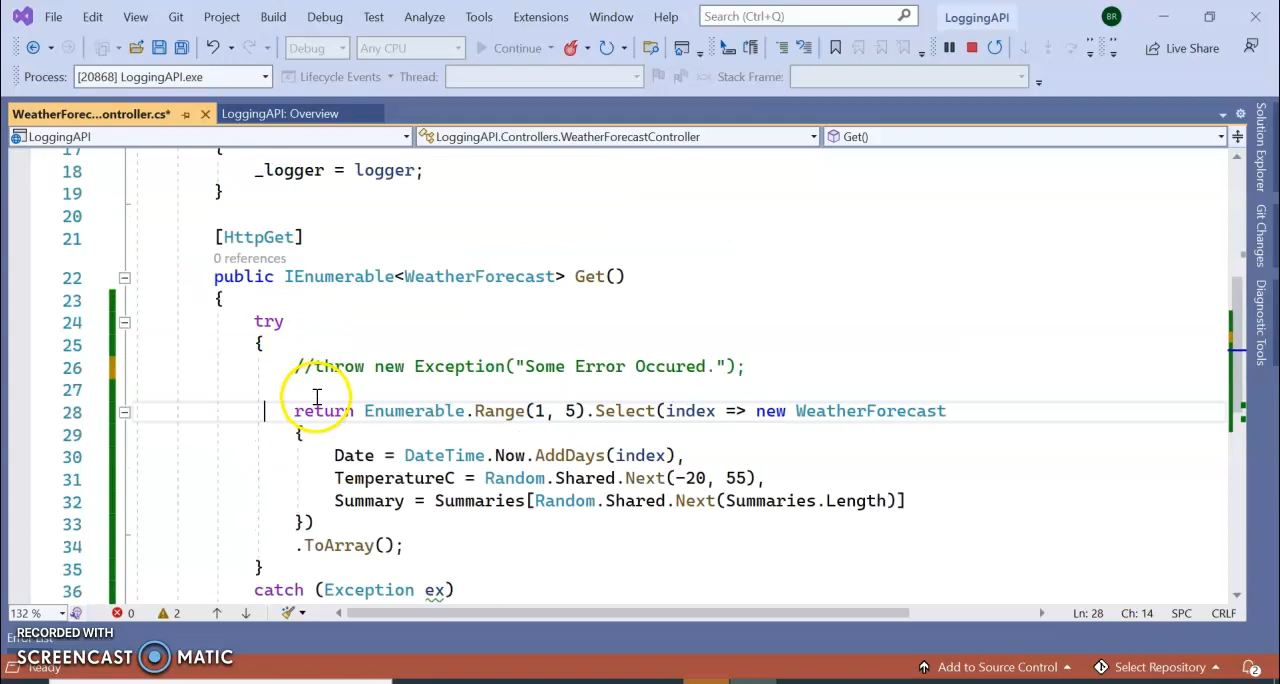 File Edit View Git Project Build Debug Test Analyze Tools Extensions Window Help Search (Ctrl+Q) LoggingAPI BR
Debug Any CPU Continue Live Share
Process: [20868] LoggingAPI.exe Lifecycle Events Thread: Stack Frame:
WeatherForec...ontroller.cs* LoggingAPI: Overview
LoggingAPI LoggingAPI.Controllers.WeatherForecastController Get()
17 {
18 _logger = logger;
19 }
20
21 [HttpGet]
0 references
22 public IEnumerable<WeatherForecast> Get()
23 {
24 try
25 {
26 //throw new Exception("Some Error Occured.");
27
28 return Enumerable.Range(1, 5).Select(index => new WeatherForecast
29 {
30 Date = DateTime.Now.AddDays(index),
31 TemperatureC = Random.Shared.Next(-20, 55),
32 Summary = Summaries[Random.Shared.Next(Summaries.Length)]
33 })
34 .ToArray();
35 }
36 catch (Exception ex)
Solution Explorer
Git Changes
Diagnostic Tools
132 % 0 2 Ln: 28 Ch: 14 SPC CRLF
Error List
RECORDED WITH
SCREENCAST MATIC
Ready Add to Source Control Select Repository 2